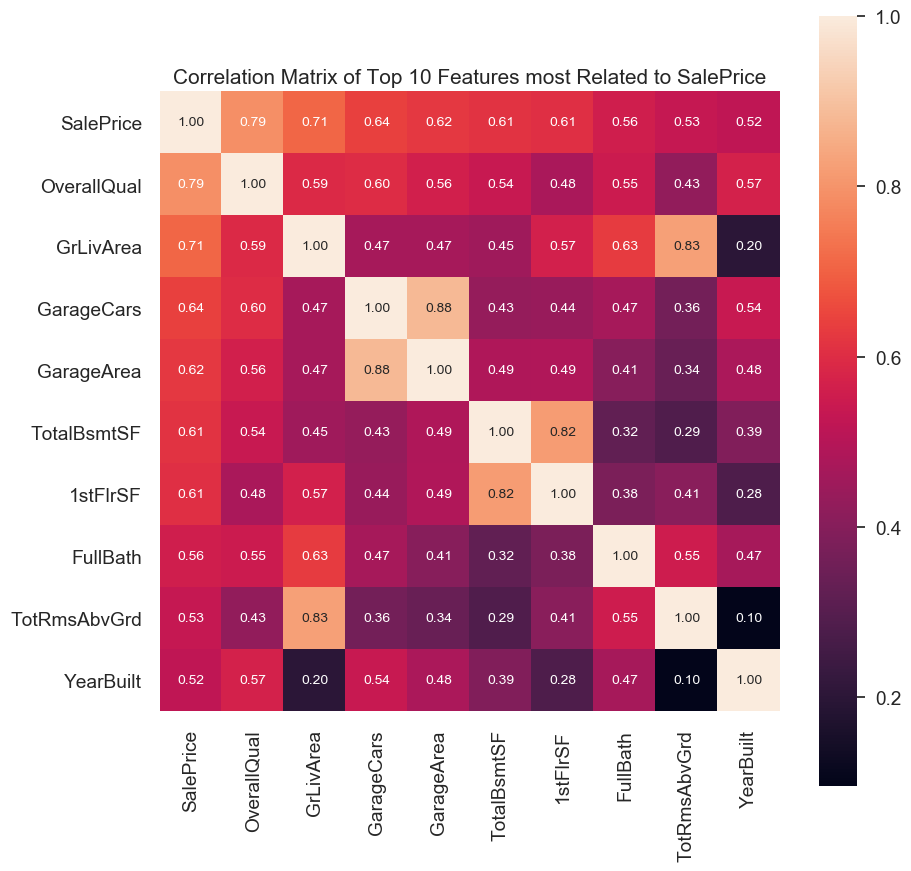 Correlation Matrix of Top 10 Features most Related to SalePrice
SalePrice 1.00 0.79 0.71 0.64 0.62 0.61 0.61 0.56 0.53 0.52
OverallQual 0.79 1.00 0.59 0.60 0.56 0.54 0.48 0.55 0.43 0.57
GrLivArea 0.71 0.59 1.00 0.47 0.47 0.45 0.57 0.63 0.83 0.20
GarageCars 0.64 0.60 0.47 1.00 0.88 0.43 0.44 0.47 0.36 0.54
GarageArea 0.62 0.56 0.47 0.88 1.00 0.49 0.49 0.41 0.34 0.48
TotalBsmtSF 0.61 0.54 0.45 0.43 0.49 1.00 0.82 0.32 0.29 0.39
1stFlrSF 0.61 0.48 0.57 0.44 0.49 0.82 1.00 0.38 0.41 0.28
FullBath 0.56 0.55 0.63 0.47 0.41 0.32 0.38 1.00 0.55 0.47
TotRmsAbvGrd 0.53 0.43 0.83 0.36 0.34 0.29 0.41 0.55 1.00 0.10
YearBuilt 0.52 0.57 0.20 0.54 0.48 0.39 0.28 0.47 0.10 1.00
SalePrice
OverallQual
GrLivArea
GarageCars
GarageArea
TotalBsmtSF
1stFlrSF
FullBath
TotRmsAbvGrd
YearBuilt
1.0
0.8
0.6
0.4
0.2